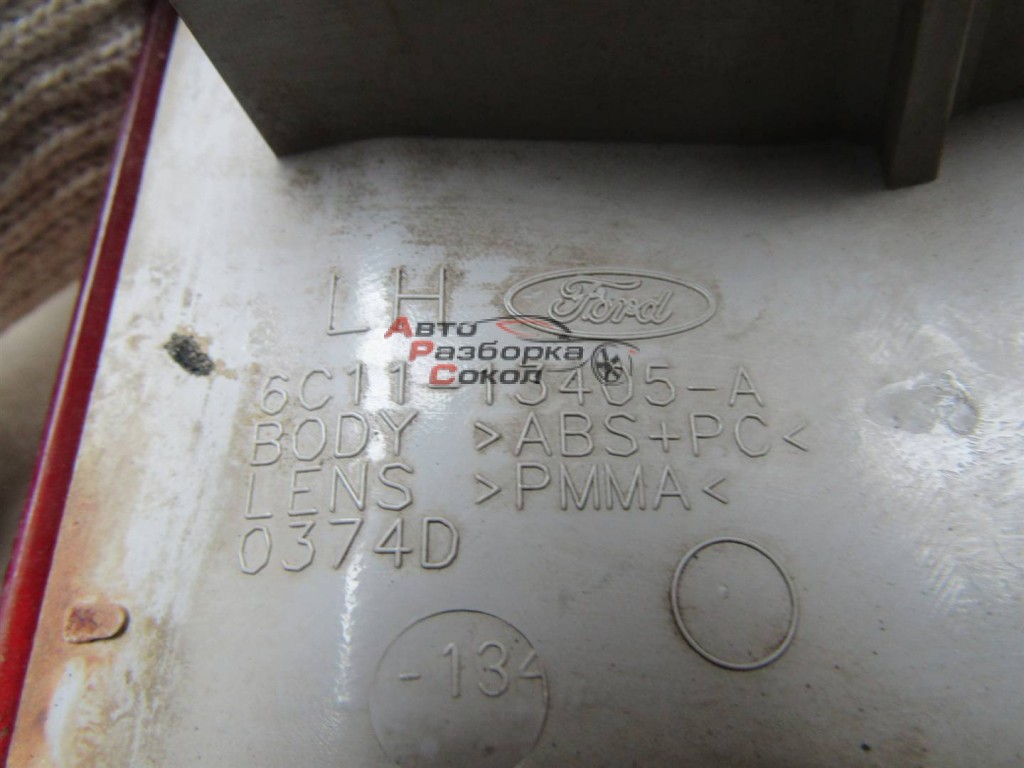 LH Ford
Авто
Разборка
Сокол
6C11-13405-A
BODY >ABS+PC<
LENS >PMMA<
0374D
-134